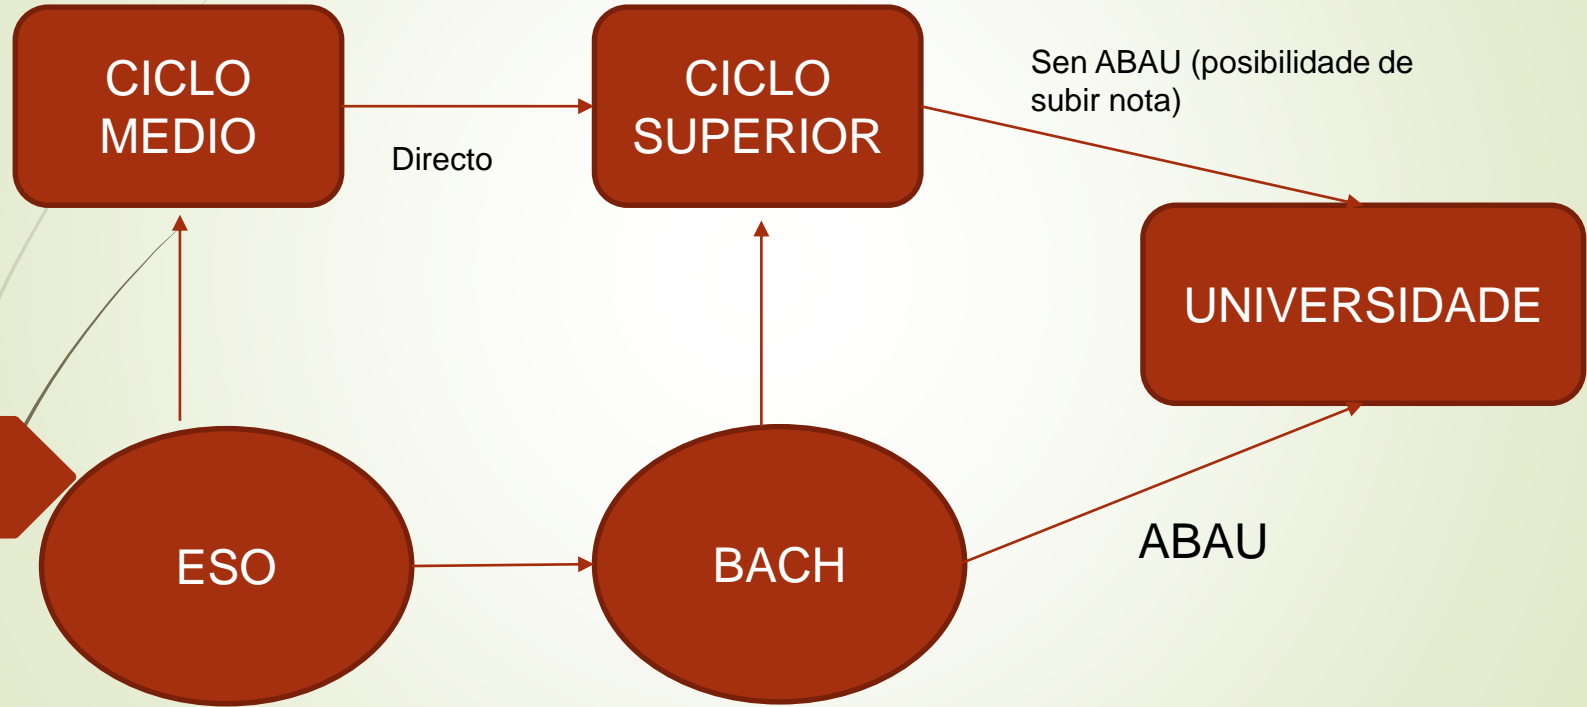 CICLO
MEDIO
Directo
CICLO
SUPERIOR
Sen ABAU (posibilidade de
subir nota)
UNIVERSIDADE
ESO
BACH
ABAU